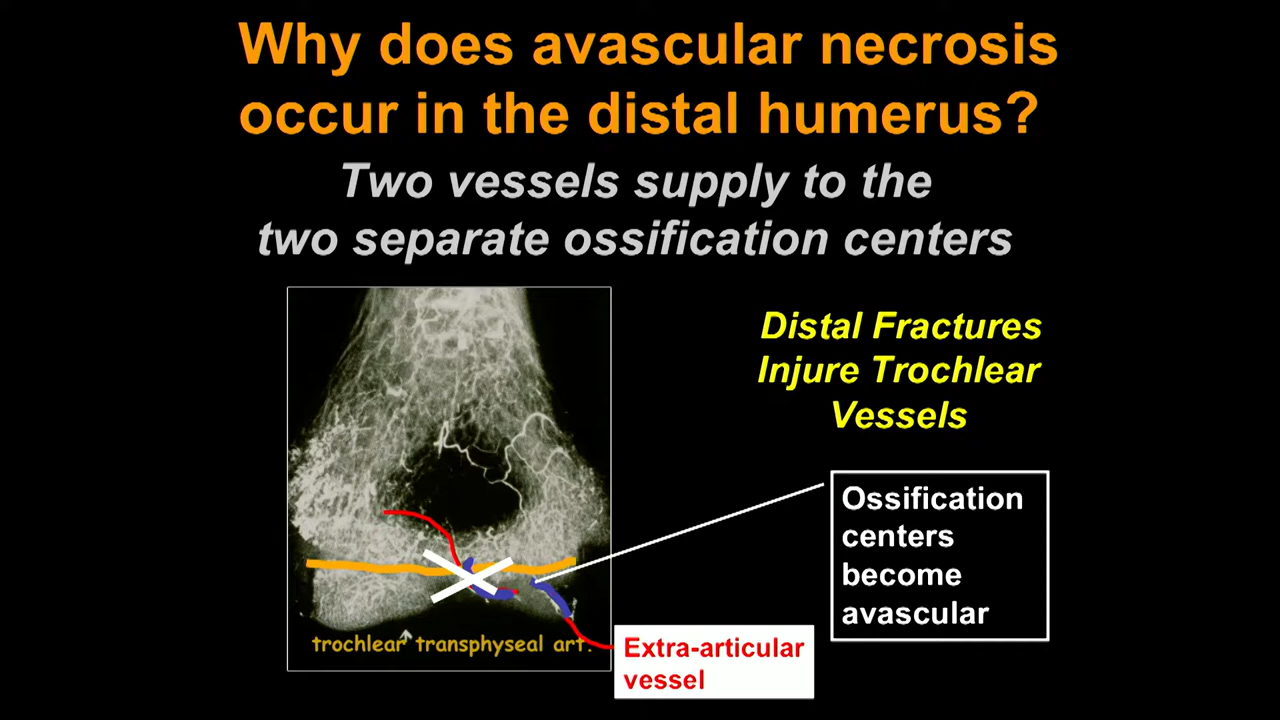 Why does avascular necrosis
occur in the distal humerus?
Two vessels supply to the
two separate ossification centers
Distal Fractures
Injure Trochlear
Vessels
Ossification
centers
become
avascular
trochlear transphyseal art.
Extra-articular
vessel